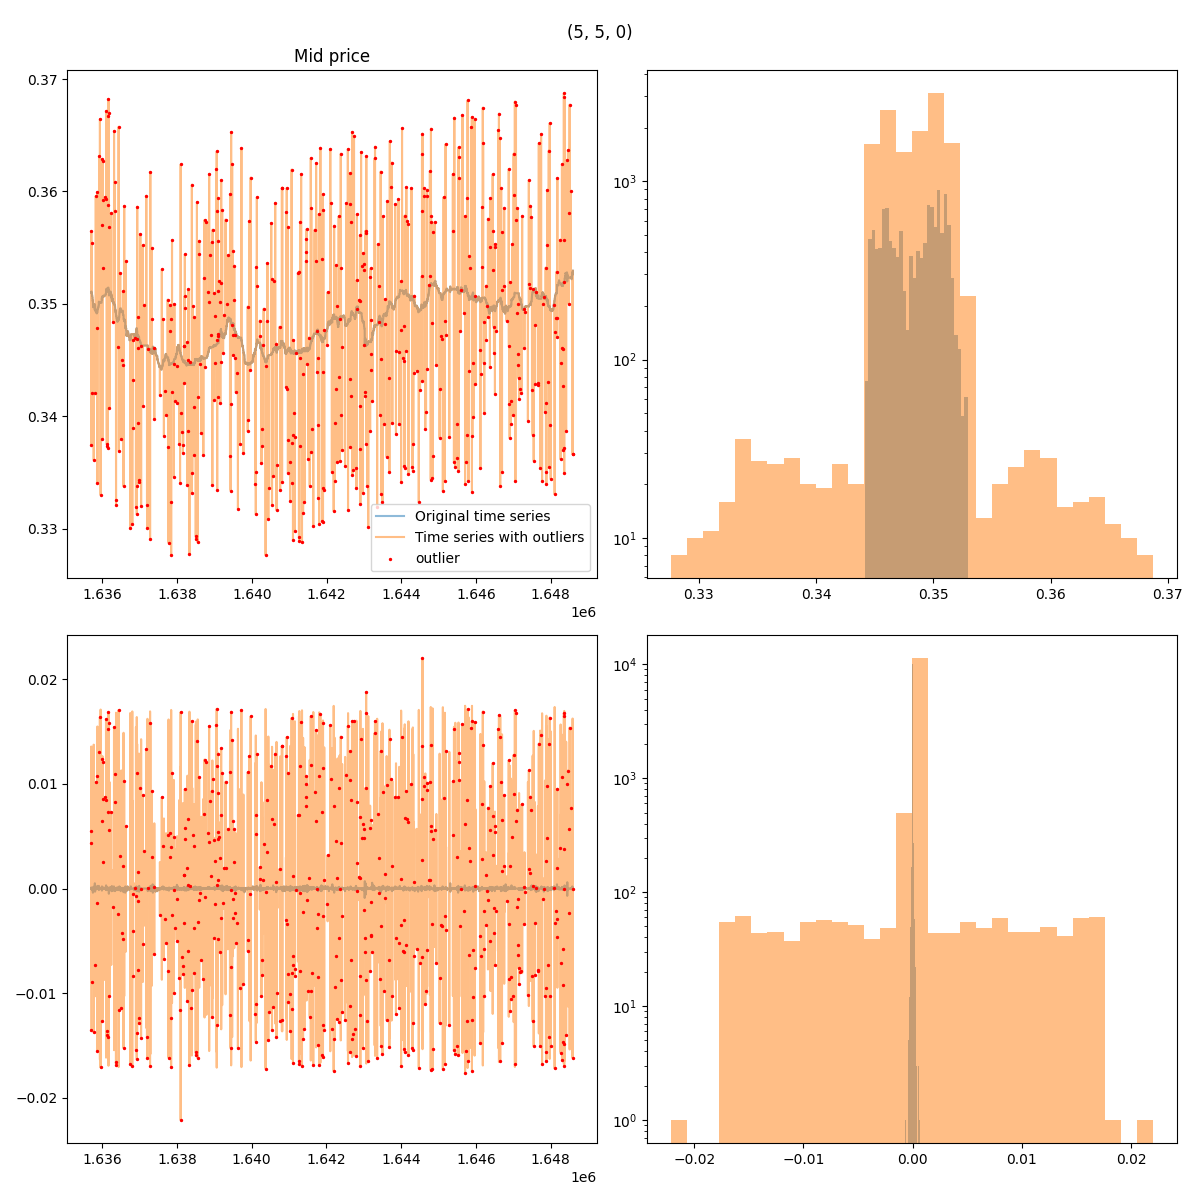 (5, 5, 0)
Mid price
0.37
0.36
0.35
0.34
0.33
Original time series
Time series with outliers
outlier
1.636 1.638 1.640 1.642 1.644 1.646 1.648
1e6
10³
10²
10¹
0.33 0.34 0.35 0.36 0.37
0.02
0.01
0.00
−0.01
−0.02
1.636 1.638 1.640 1.642 1.644 1.646 1.648
1e6
10⁴
10³
10²
10¹
10⁰
−0.02 −0.01 0.00 0.01 0.02